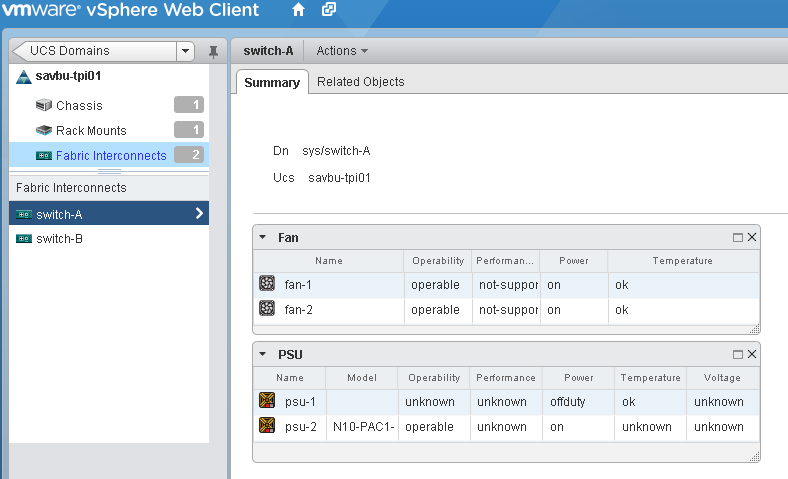 vmware® vSphere Web Client
UCS Domains
savbu-tpi01
Chassis 1
Rack Mounts 1
Fabric Interconnects 2
Fabric Interconnects
switch-A
switch-B
switch-A Actions
Summary Related Objects
Dn sys/switch-A
Ucs savbu-tpi01
Fan
Name Operability Performan... Power Temperature
fan-1 operable not-suppor on ok
fan-2 operable not-suppor on ok
PSU
Name Model Operability Performance Power Temperature Voltage
psu-1 unknown unknown offduty ok unknown
psu-2 N10-PAC1- operable unknown on unknown unknown